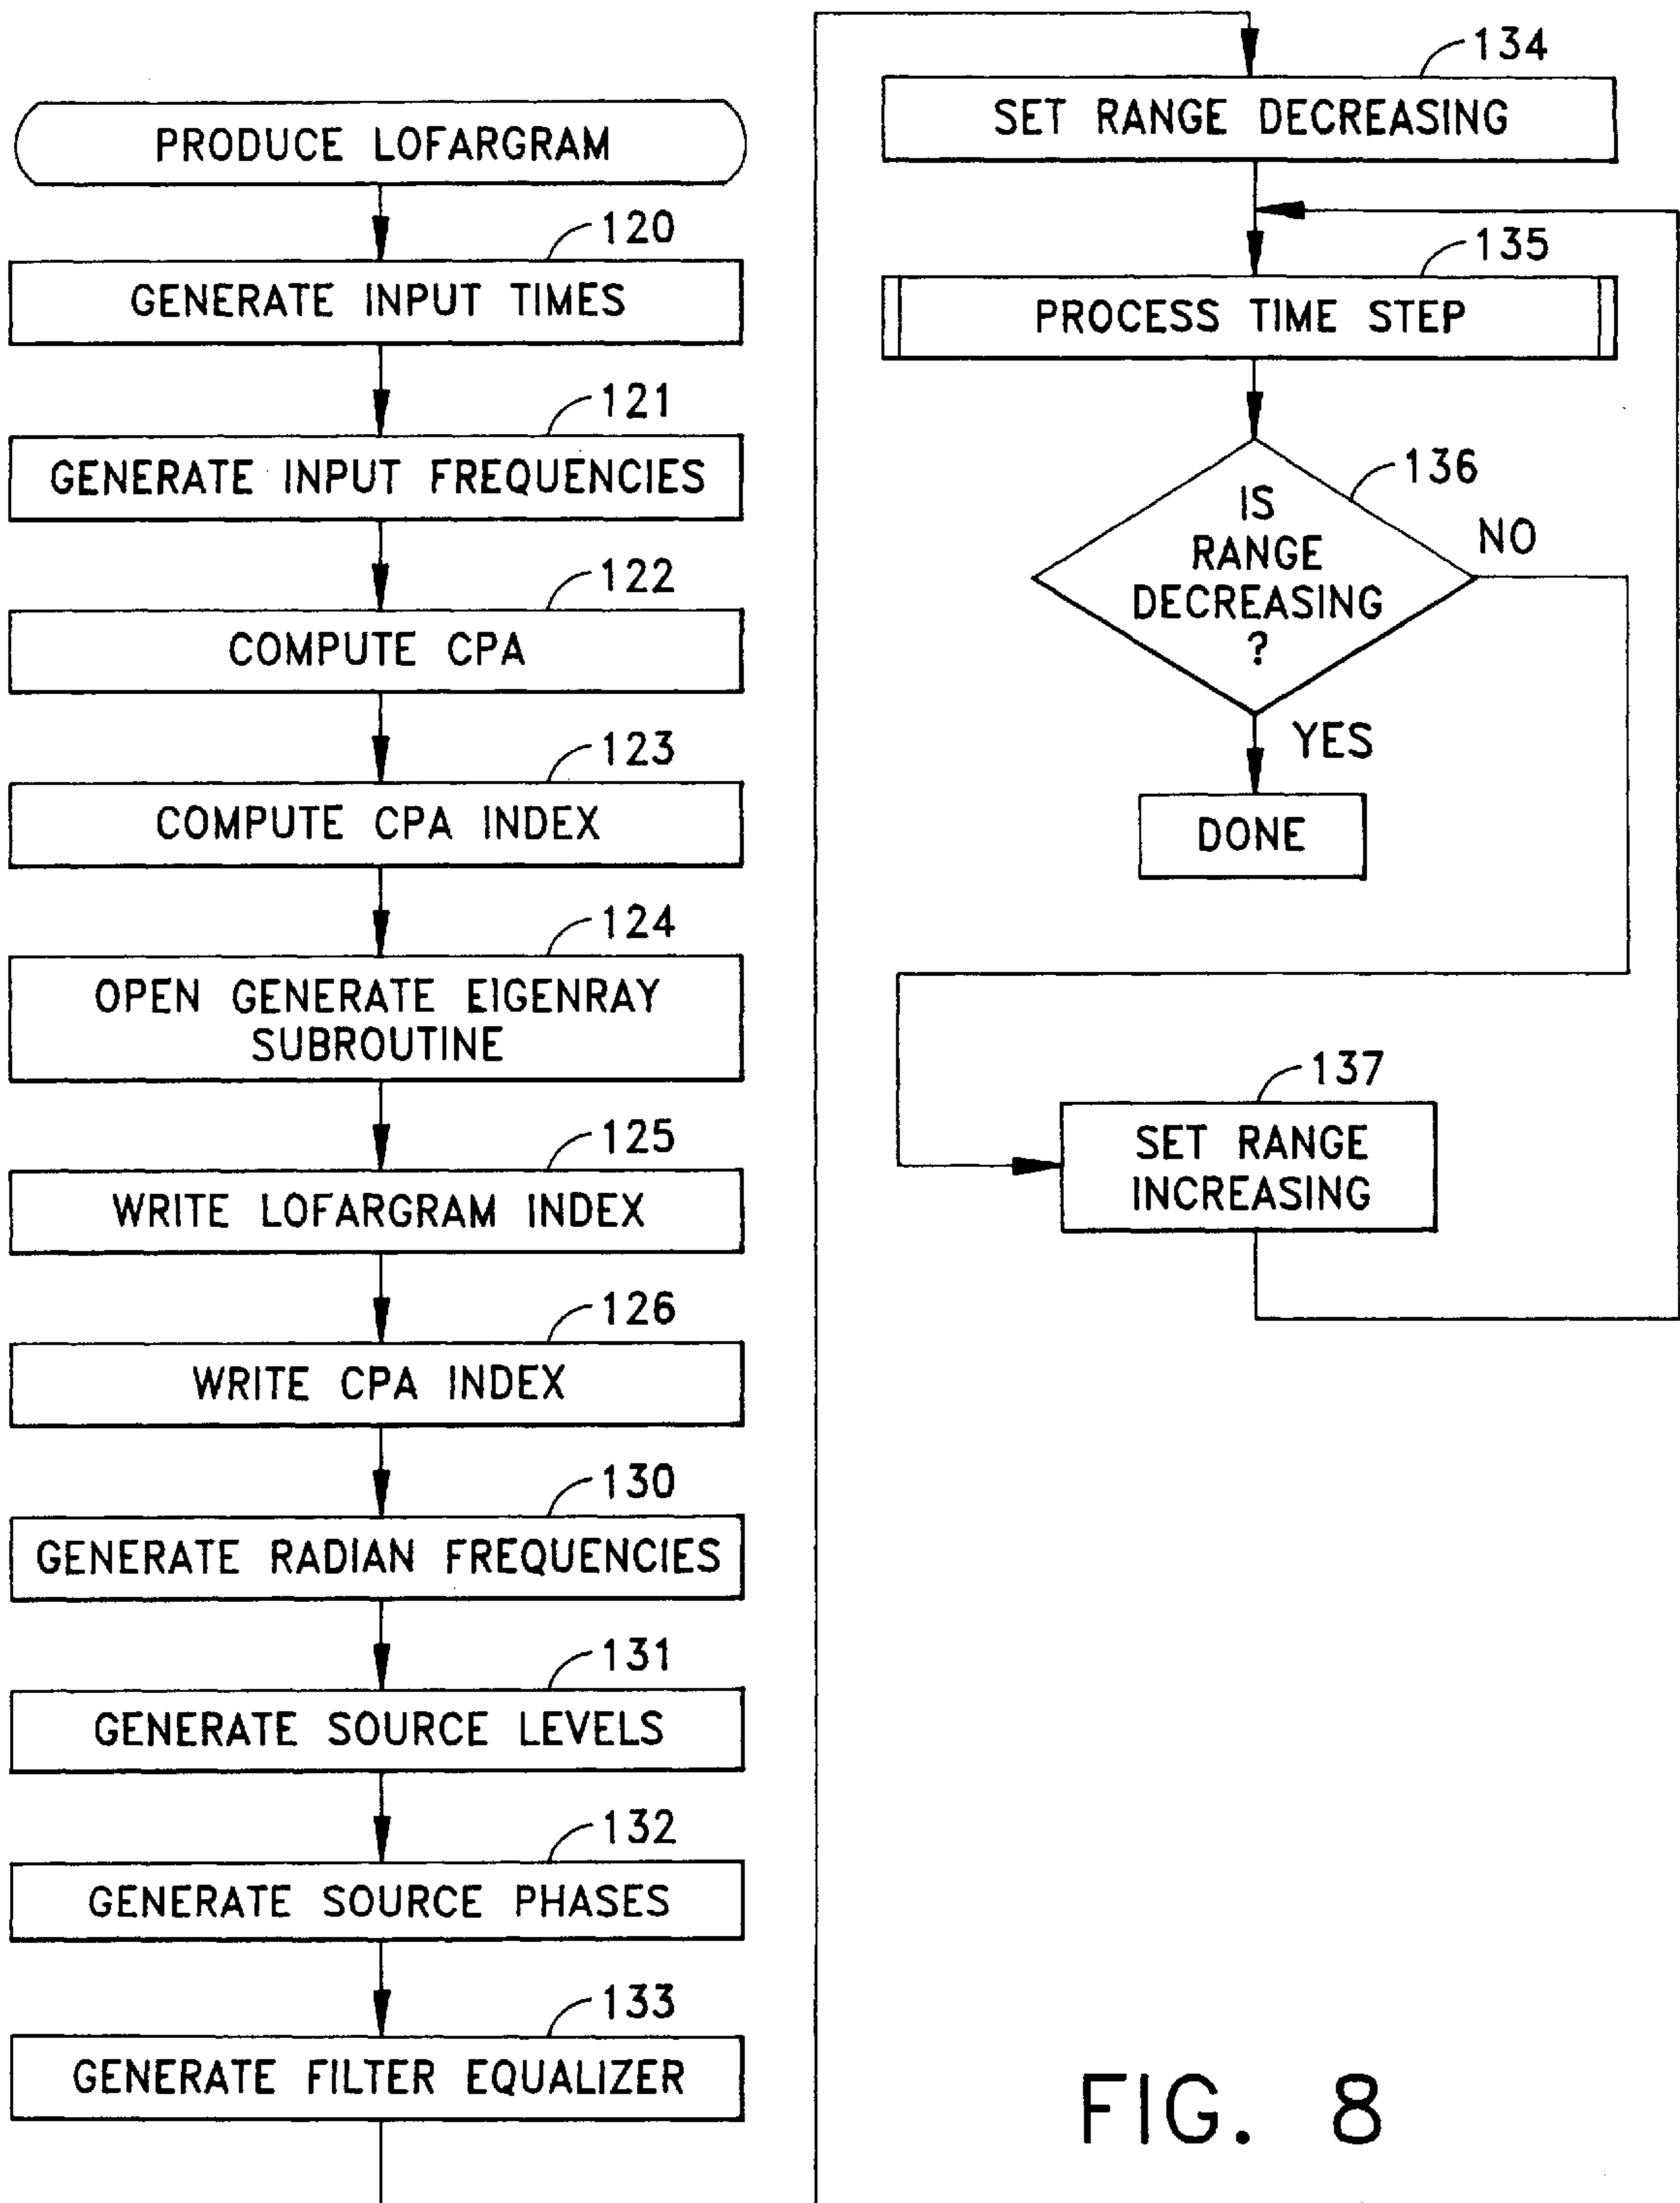 PRODUCE LOFARGRAM
120
GENERATE INPUT TIMES
121
GENERATE INPUT FREQUENCIES
122
COMPUTE CPA
123
COMPUTE CPA INDEX
124
OPEN GENERATE EIGENRAY
SUBROUTINE
125
WRITE LOFARGRAM INDEX
126
WRITE CPA INDEX
130
GENERATE RADIAN FREQUENCIES
131
GENERATE SOURCE LEVELS
132
GENERATE SOURCE PHASES
133
GENERATE FILTER EQUALIZER
134
SET RANGE DECREASING
135
PROCESS TIME STEP
136
IS
RANGE
DECREASING
?
NO
YES
DONE
137
SET RANGE
INCREASING
FIG. 8